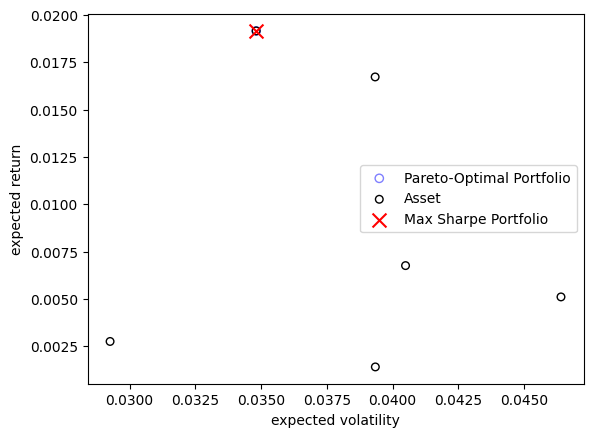 0.0200
0.0175
0.0150
0.0125
0.0100
0.0075
0.0050
0.0025
expected return
Pareto-Optimal Portfolio
Asset
Max Sharpe Portfolio
0.0300 0.0325 0.0350 0.0375 0.0400 0.0425 0.0450
expected volatility